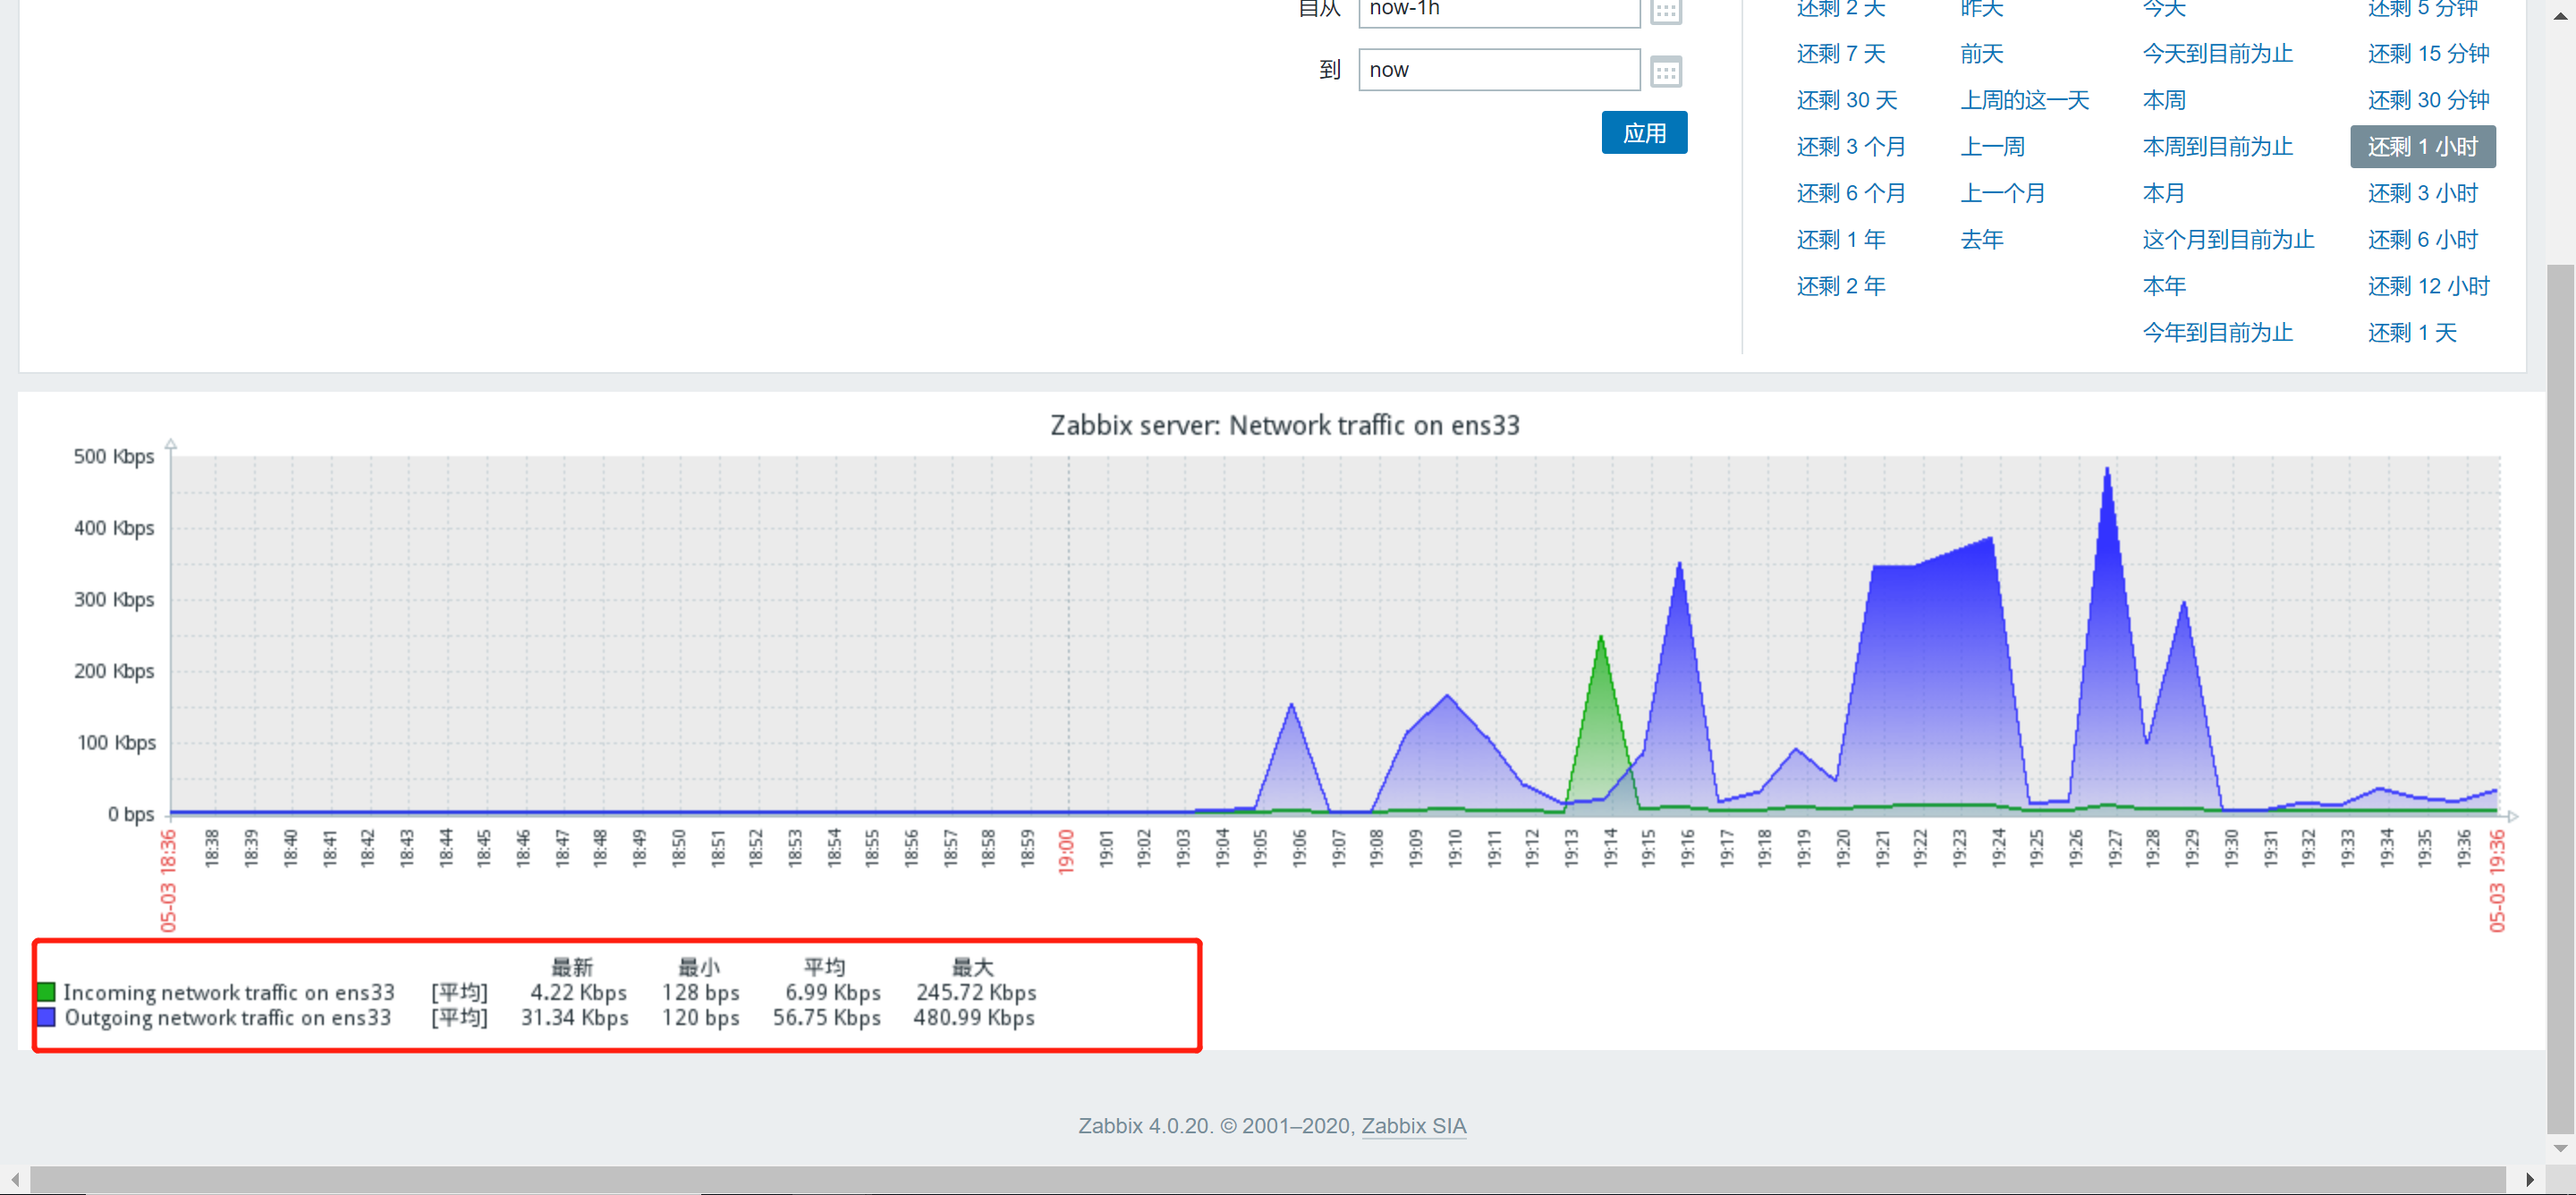 自从 now-1h
到 now
应用
还剩 2 天 昨天 今天 还剩 5 分钟
还剩 7 天 前天 今天到目前为止 还剩 15 分钟
还剩 30 天 上周的这一天 本周 还剩 30 分钟
还剩 3 个月 上一周 本周到目前为止 还剩 1 小时
还剩 6 个月 上一个月 本月 还剩 3 小时
还剩 1 年 去年 这个月到目前为止 还剩 6 小时
还剩 2 年 本年 还剩 12 小时
今年到目前为止 还剩 1 天
Zabbix server: Network traffic on ens33
500 Kbps
400 Kbps
300 Kbps
200 Kbps
100 Kbps
0 bps
05-03 18:36 18:38 18:39 18:40 18:41 18:42 18:43 18:44 18:45 18:46 18:47 18:48 18:49 18:50 18:51 18:52 18:53 18:54 18:55 18:56 18:57 18:58 18:59 19:00 19:01 19:02 19:03 19:04 19:05 19:06 19:07 19:08 19:09 19:10 19:11 19:12 19:13 19:14 19:15 19:16 19:17 19:18 19:19 19:20 19:21 19:22 19:23 19:24 19:25 19:26 19:27 19:28 19:29 19:30 19:31 19:32 19:33 19:34 19:35 19:36 05-03 19:36
最新 最小 平均 最大
Incoming network traffic on ens33 [平均] 4.22 Kbps 128 bps 6.99 Kbps 245.72 Kbps
Outgoing network traffic on ens33 [平均] 31.34 Kbps 120 bps 56.75 Kbps 480.99 Kbps
Zabbix 4.0.20. © 2001–2020, Zabbix SIA